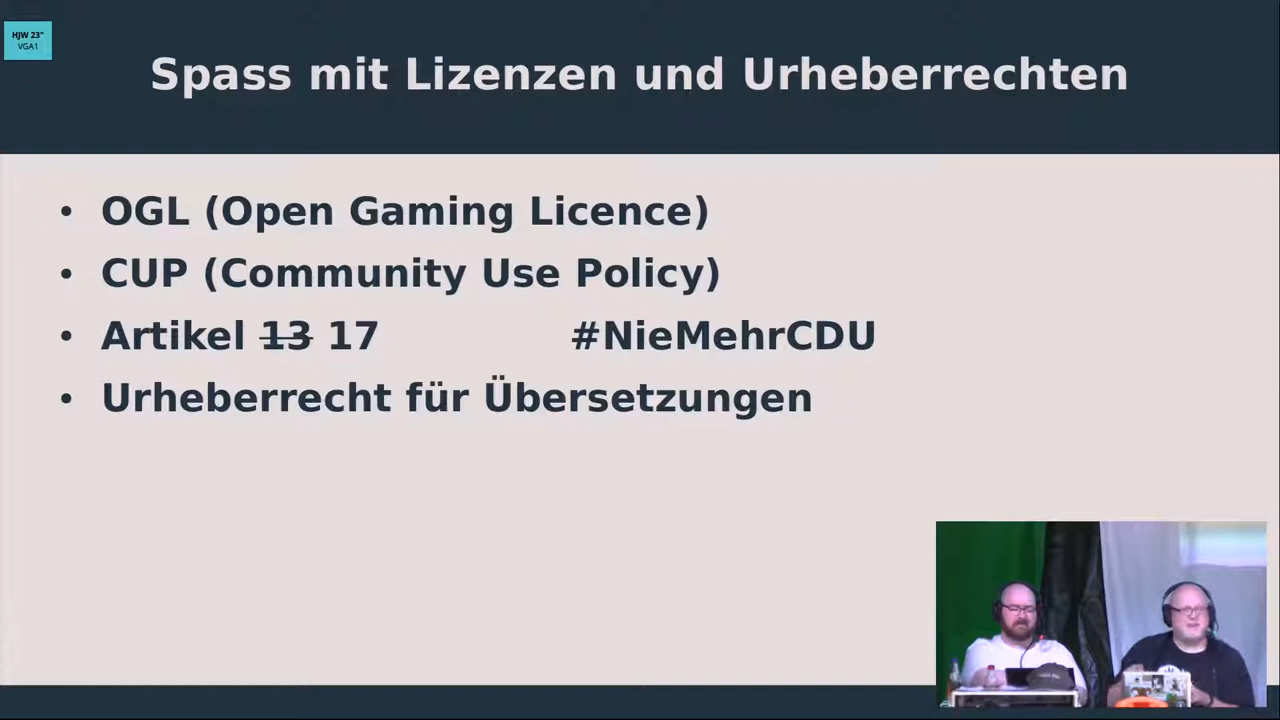 HJW 23"
VGA1
Spass mit Lizenzen und Urheberrechten
• OGL (Open Gaming Licence)
• CUP (Community Use Policy)
• Artikel 13 17 #NieMehrCDU
• Urheberrecht für Übersetzungen